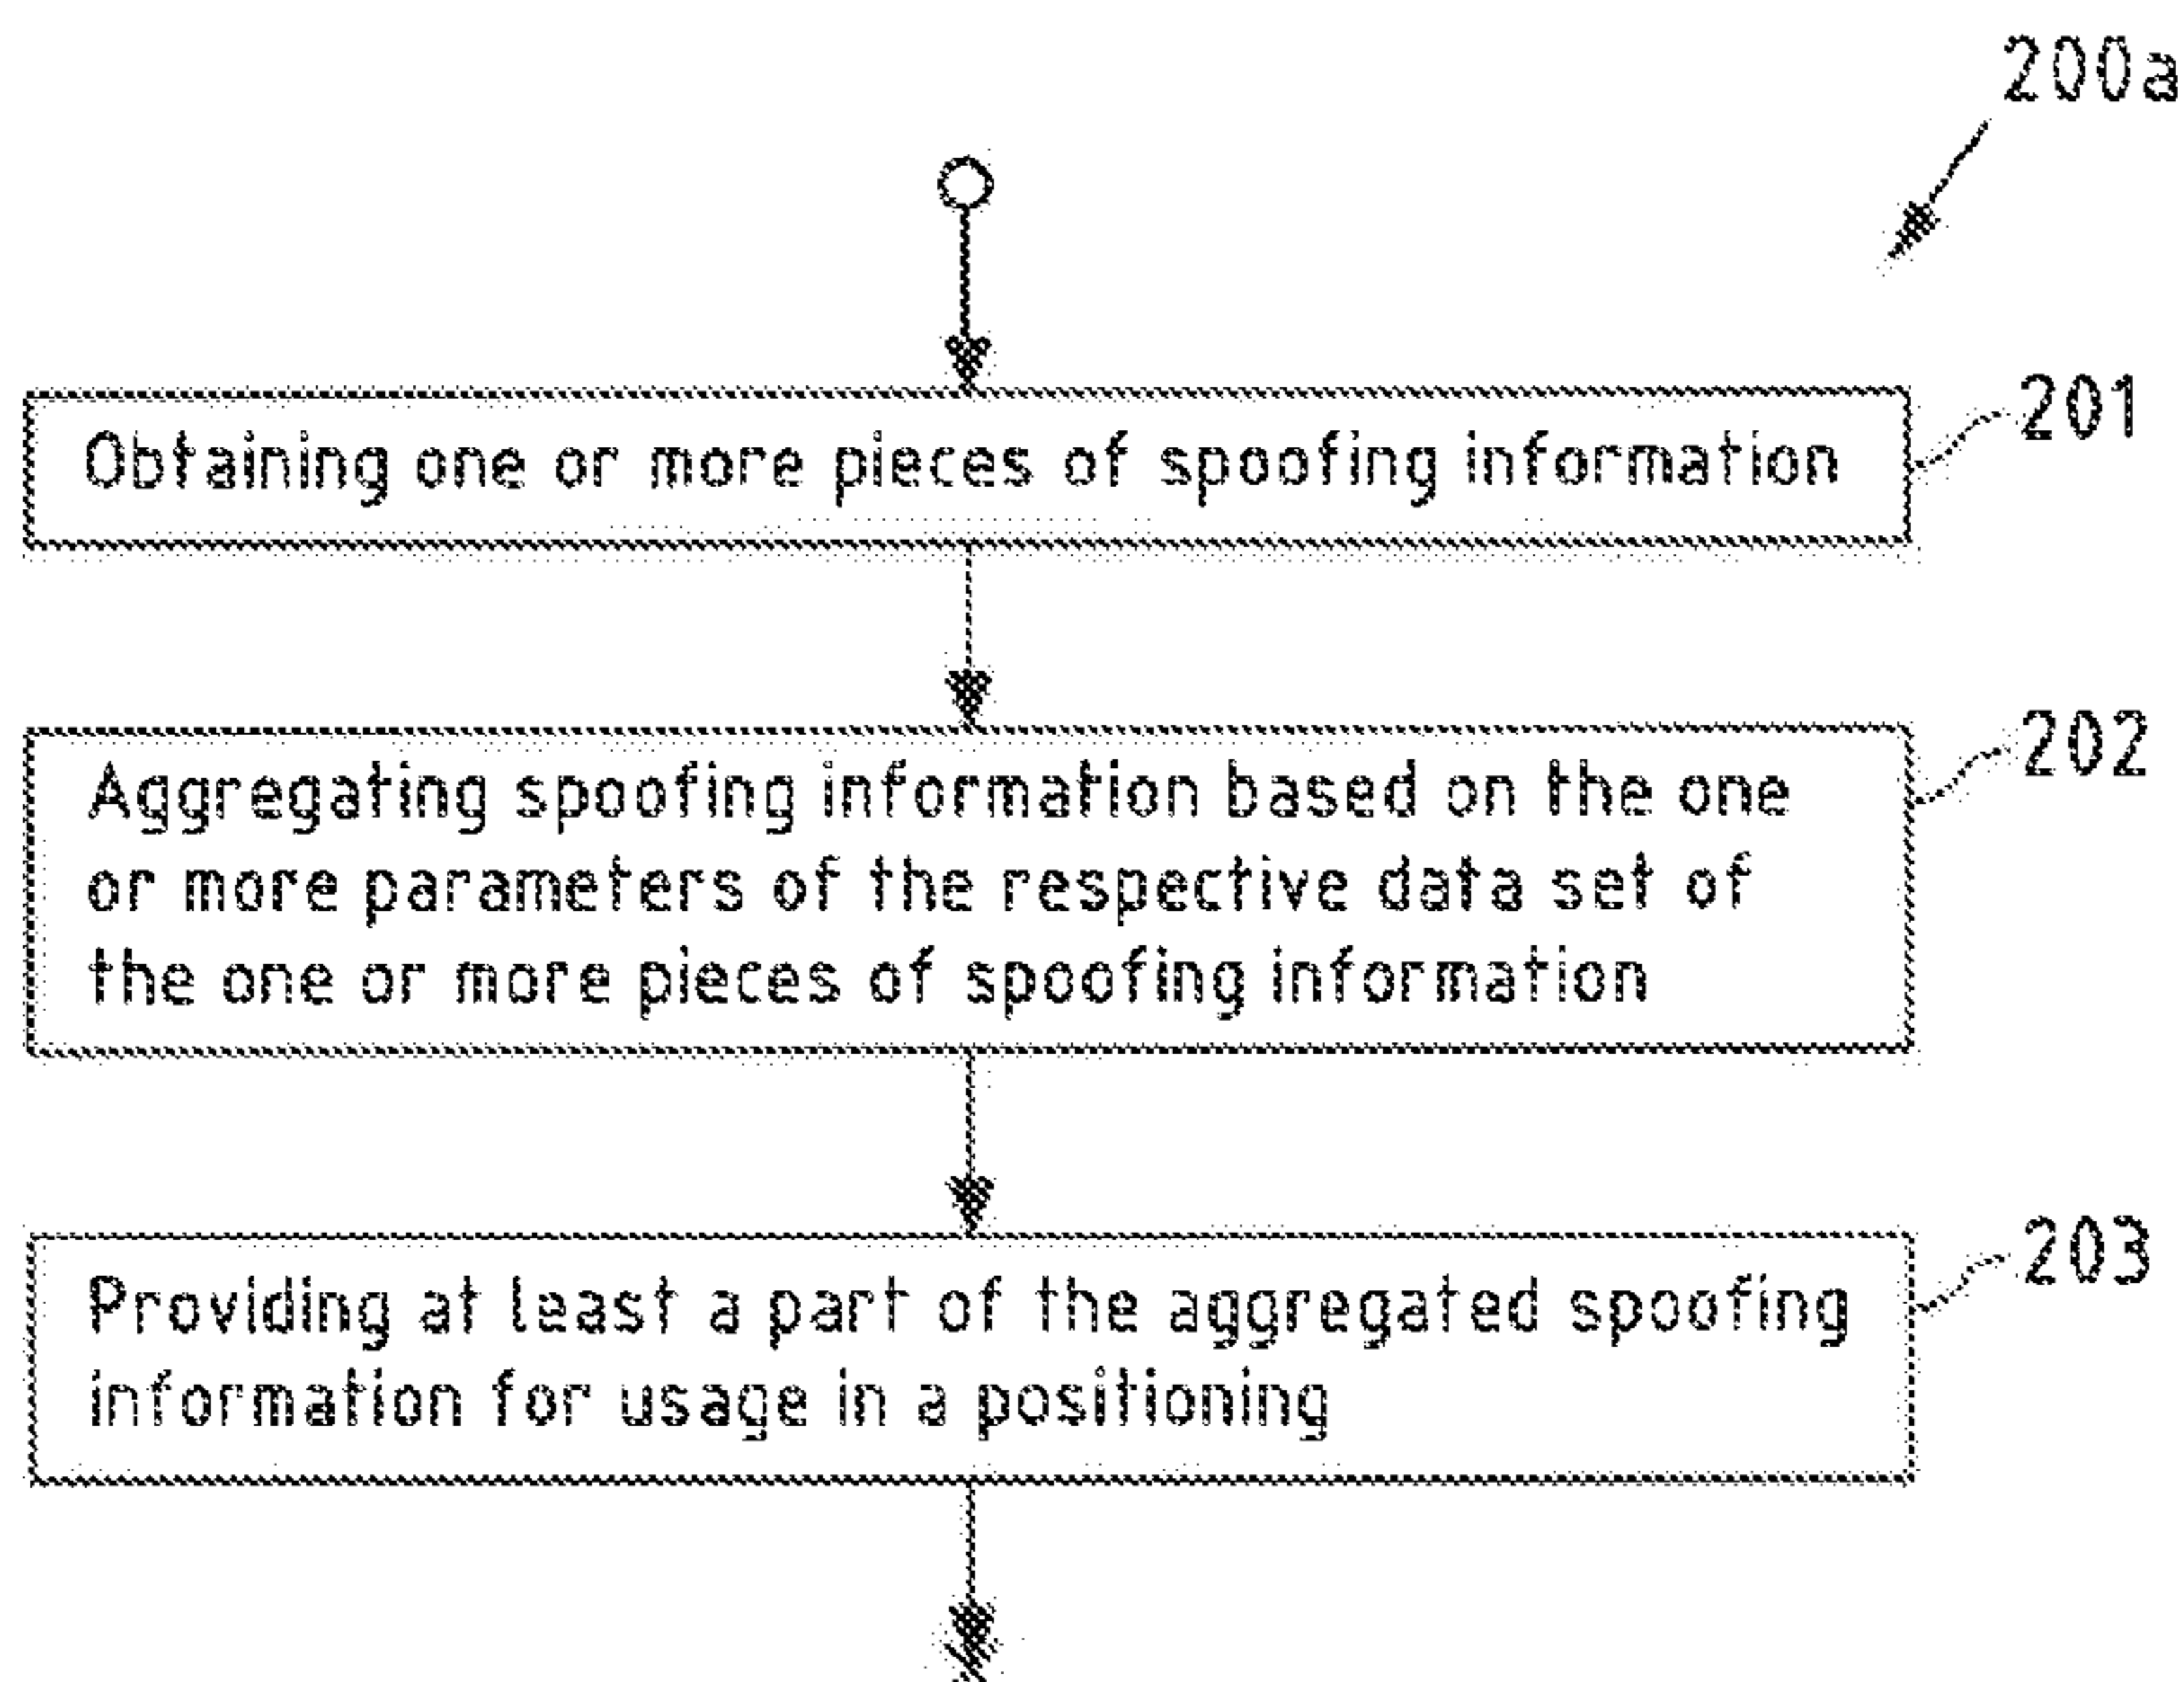 200a
Obtaining one or more pieces of spoofing information
201
Aggregating spoofing information based on the one
or more parameters of the respective data set of
the one or more pieces of spoofing information
202
Providing at least a part of the aggregated spoofing
information for usage in a positioning
203